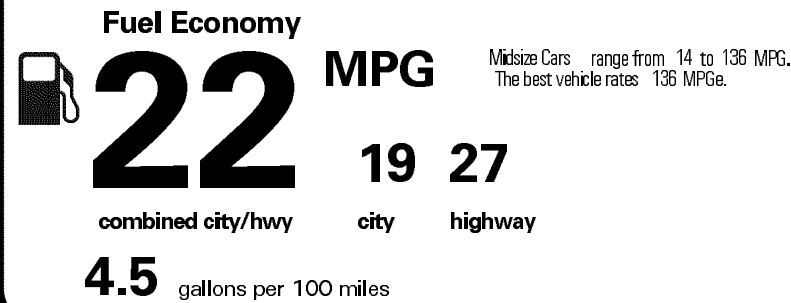 Fuel Economy
22 MPG
Midsize Cars range from 14 to 136 MPG.
The best vehicle rates 136 MPGe.
19 27
combined city/hwy city highway
4.5 gallons per 100 miles